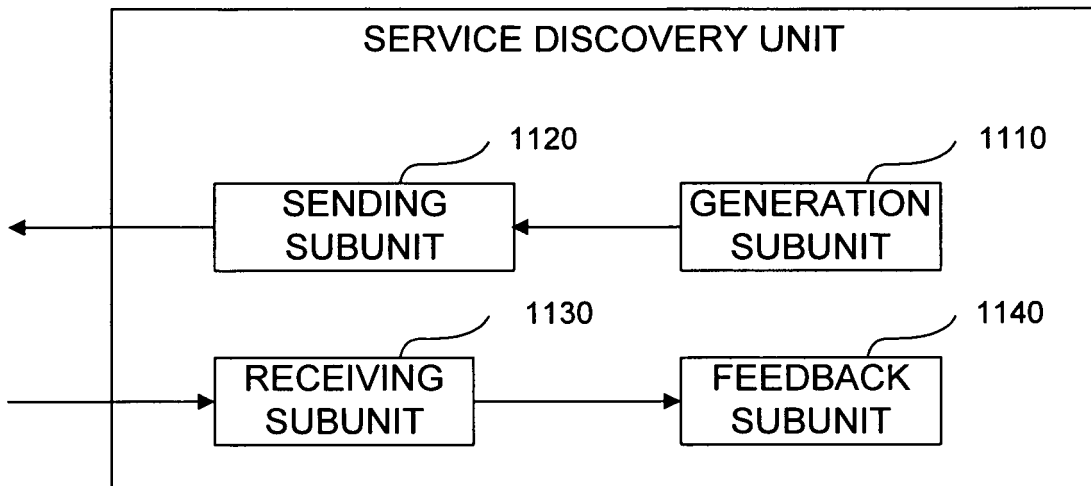 SERVICE DISCOVERY UNIT
1120
1110
SENDING
SUBUNIT
GENERATION
SUBUNIT
1130
1140
RECEIVING
SUBUNIT
FEEDBACK
SUBUNIT